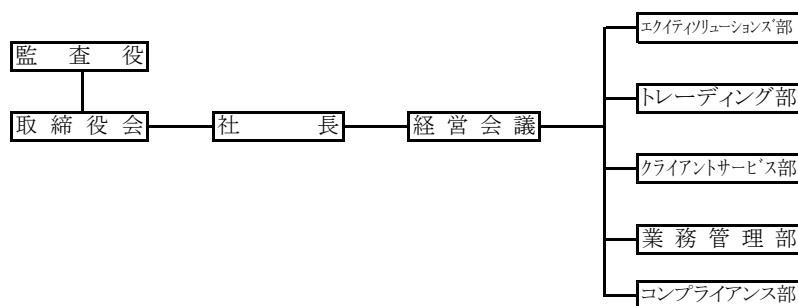 エクイティソリューションズ部
監査役
トレーディング部
取締役会
社長
経営会議
クライアントサービス部
業務管理部
コンプライアンス部